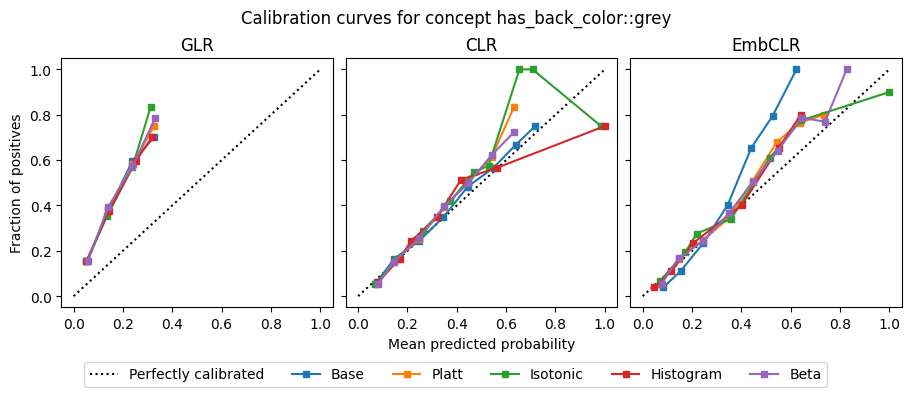 Calibration curves for concept has_back_color::grey
GLR
CLR
EmbCLR
Fraction of positives
1.0
0.8
0.6
0.4
0.2
0.0
0.0 0.2 0.4 0.6 0.8 1.0
0.0 0.2 0.4 0.6 0.8 1.0
0.0 0.2 0.4 0.6 0.8 1.0
Mean predicted probability
Perfectly calibrated Base Platt Isotonic Histogram Beta